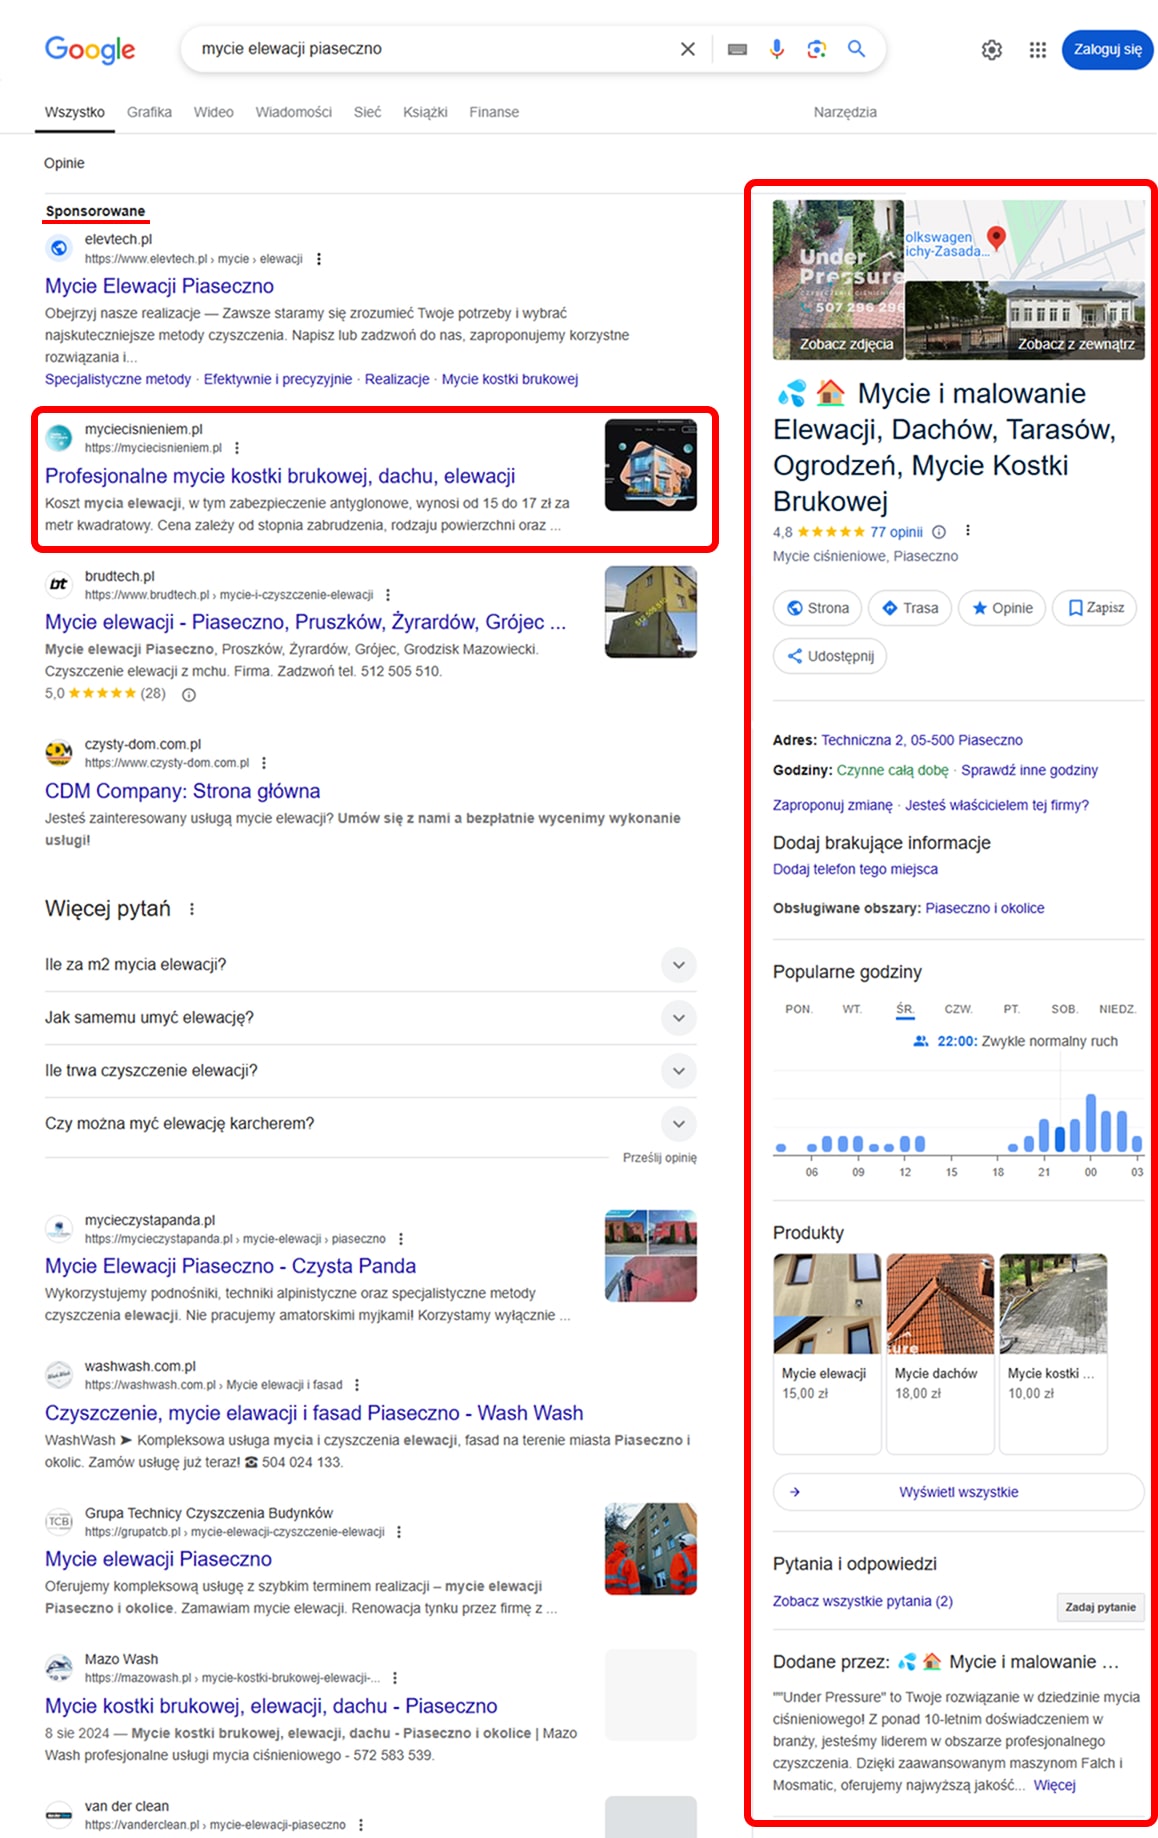 Google
mycie elewacji piaseczno
Zaloguj się
Wszystko
Grafika
Wideo
Wiadomości
Sieć
Książki
Finanse
Narzędzia
Opinie
Sponsorowane
elevtech.pl
https://www.elevtech.pl › mycie › elewacji
Mycie Elewacji Piaseczno
Obejrzyj nasze realizacje — Zawsze staramy się zrozumieć Twoje potrzeby i wybrać
najskuteczniejsze metody czyszczenia. Napisz lub zadzwoń do nas, zaproponujemy korzystne
rozwiązania i...
Specjalistyczne metody · Efektywnie i precyzyjnie · Realizacje · Mycie kostki brukowej
myciecisnieniem.pl
https://myciecisnieniem.pl
Profesjonalne mycie kostki brukowej, dachu, elewacji
Koszt mycia elewacji, w tym zabezpieczenie antyglonowe, wynosi od 15 do 17 zł za
metr kwadratowy. Cena zależy od stopnia zabrudzenia, rodzaju powierzchni oraz ...
bt
brudtech.pl
https://www.brudtech.pl › mycie-i-czyszczenie-elewacji
Mycie elewacji - Piaseczno, Pruszków, Żyrardów, Grójec ...
Mycie elewacji Piaseczno, Proszków, Żyrardów, Grójec, Grodzisk Mazowiecki.
Czyszczenie elewacji z mchu. Firma. Zadzwoń tel. 512 505 510.
5,0 (28)
512 505 510
CDM
czysty-dom.com.pl
https://www.czysty-dom.com.pl
CDM Company: Strona główna
Jesteś zainteresowany usługą mycie elewacji? Umów się z nami a bezpłatnie wycenimy wykonanie
usługi!
Więcej pytań
Ile za m2 mycia elewacji?
Jak samemu umyć elewację?
Ile trwa czyszczenie elewacji?
Czy można myć elewację karcherem?
Prześlij opinię
mycieczystapanda.pl
https://mycieczystapanda.pl › mycie-elewacji › piaseczno
Mycie Elewacji Piaseczno - Czysta Panda
Wykorzystujemy podnośniki, techniki alpinistyczne oraz specjalistyczne metody
czyszczenia elewacji. Nie pracujemy amatorskimi myjkami! Korzystamy wyłącznie ...
washwash.com.pl
https://washwash.com.pl › Mycie elewacji i fasad
Czyszczenie, mycie elawacji i fasad Piaseczno - Wash Wash
WashWash ➤ Kompleksowa usługa mycia i czyszczenia elewacji, fasad na terenie miasta Piaseczno i
okolic. Zamów usługę już teraz! ☎ 504 024 133.
TCB
Grupa Technicy Czyszczenia Budynków
https://grupatcb.pl › mycie-elewacji-czyszczenie-elewacji
Mycie elewacji Piaseczno
Oferujemy kompleksową usługę z szybkim terminem realizacji – mycie elewacji
Piaseczno i okolice. Zamawiam mycie elewacji. Renowacja tynku przez firmę z ...
Mazo Wash
https://mazowash.pl › mycie-kostki-brukowej-elewacji-...
Mycie kostki brukowej, elewacji, dachu - Piaseczno
8 sie 2024 — Mycie kostki brukowej, elewacji, dachu - Piaseczno i okolice | Mazo
Wash profesjonalne usługi mycia ciśnieniowego - 572 583 539.
van der clean
https://vanderclean.pl › mycie-elewacji-piaseczno
Under
Pressure
507 296 296
Zobacz zdjęcia
olkswagen
ichy-Zasada...
Zobacz z zewnątrz
💦 🏠 Mycie i malowanie
Elewacji, Dachów, Tarasów,
Ogrodzeń, Mycie Kostki
Brukowej
4,8 77 opinii
Mycie ciśnieniowe, Piaseczno
Strona
Trasa
Opinie
Zapisz
Udostępnij
Adres: Techniczna 2, 05-500 Piaseczno
Godziny: Czynne całą dobę · Sprawdź inne godziny
Zaproponuj zmianę · Jesteś właścicielem tej firmy?
Dodaj brakujące informacje
Dodaj telefon tego miejsca
Obsługiwane obszary: Piaseczno i okolice
Popularne godziny
PON. WT. ŚR. CZW. PT. SOB. NIEDZ.
22:00: Zwykle normalny ruch
06 09 12 15 18 21 00 03
Produkty
Mycie elewacji
15,00 zł
Mycie dachów
18,00 zł
Mycie kostki ...
10,00 zł
Wyświetl wszystkie
Pytania i odpowiedzi
Zobacz wszystkie pytania (2)
Zadaj pytanie
Dodane przez: 💦 🏠 Mycie i malowanie ...
""Under Pressure" to Twoje rozwiązanie w dziedzinie mycia
ciśnieniowego! Z ponad 10-letnim doświadczeniem w
branży, jesteśmy liderem w obszarze profesjonalnego
czyszczenia. Dzięki zaawansowanym maszynom Falch i
Mosmatic, oferujemy najwyższą jakość... Więcej